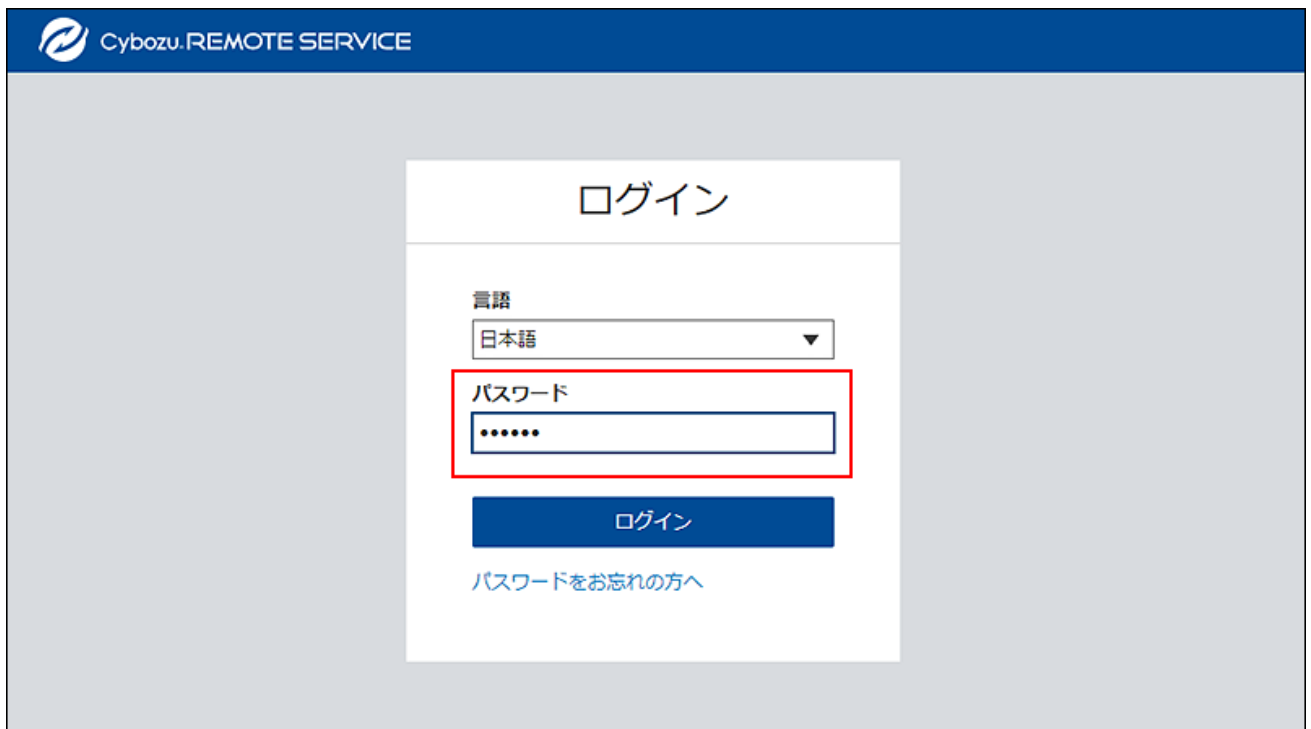 Cybozu.REMOTE SERVICE
ログイン
言語
日本語
パスワード
••••••
ログイン
パスワードをお忘れの方へ